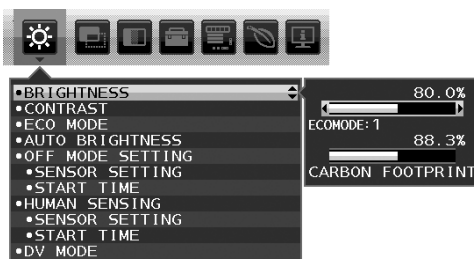 •BRIGHTNESS
•CONTRAST
•ECO MODE
•AUTO BRIGHTNESS
•OFF MODE SETTING
•SENSOR SETTING
•START TIME
•HUMAN SENSING
•SENSOR SETTING
•START TIME
•DV MODE
80.0%
ECOMODE:1
88.3%
CARBON FOOTPRINT